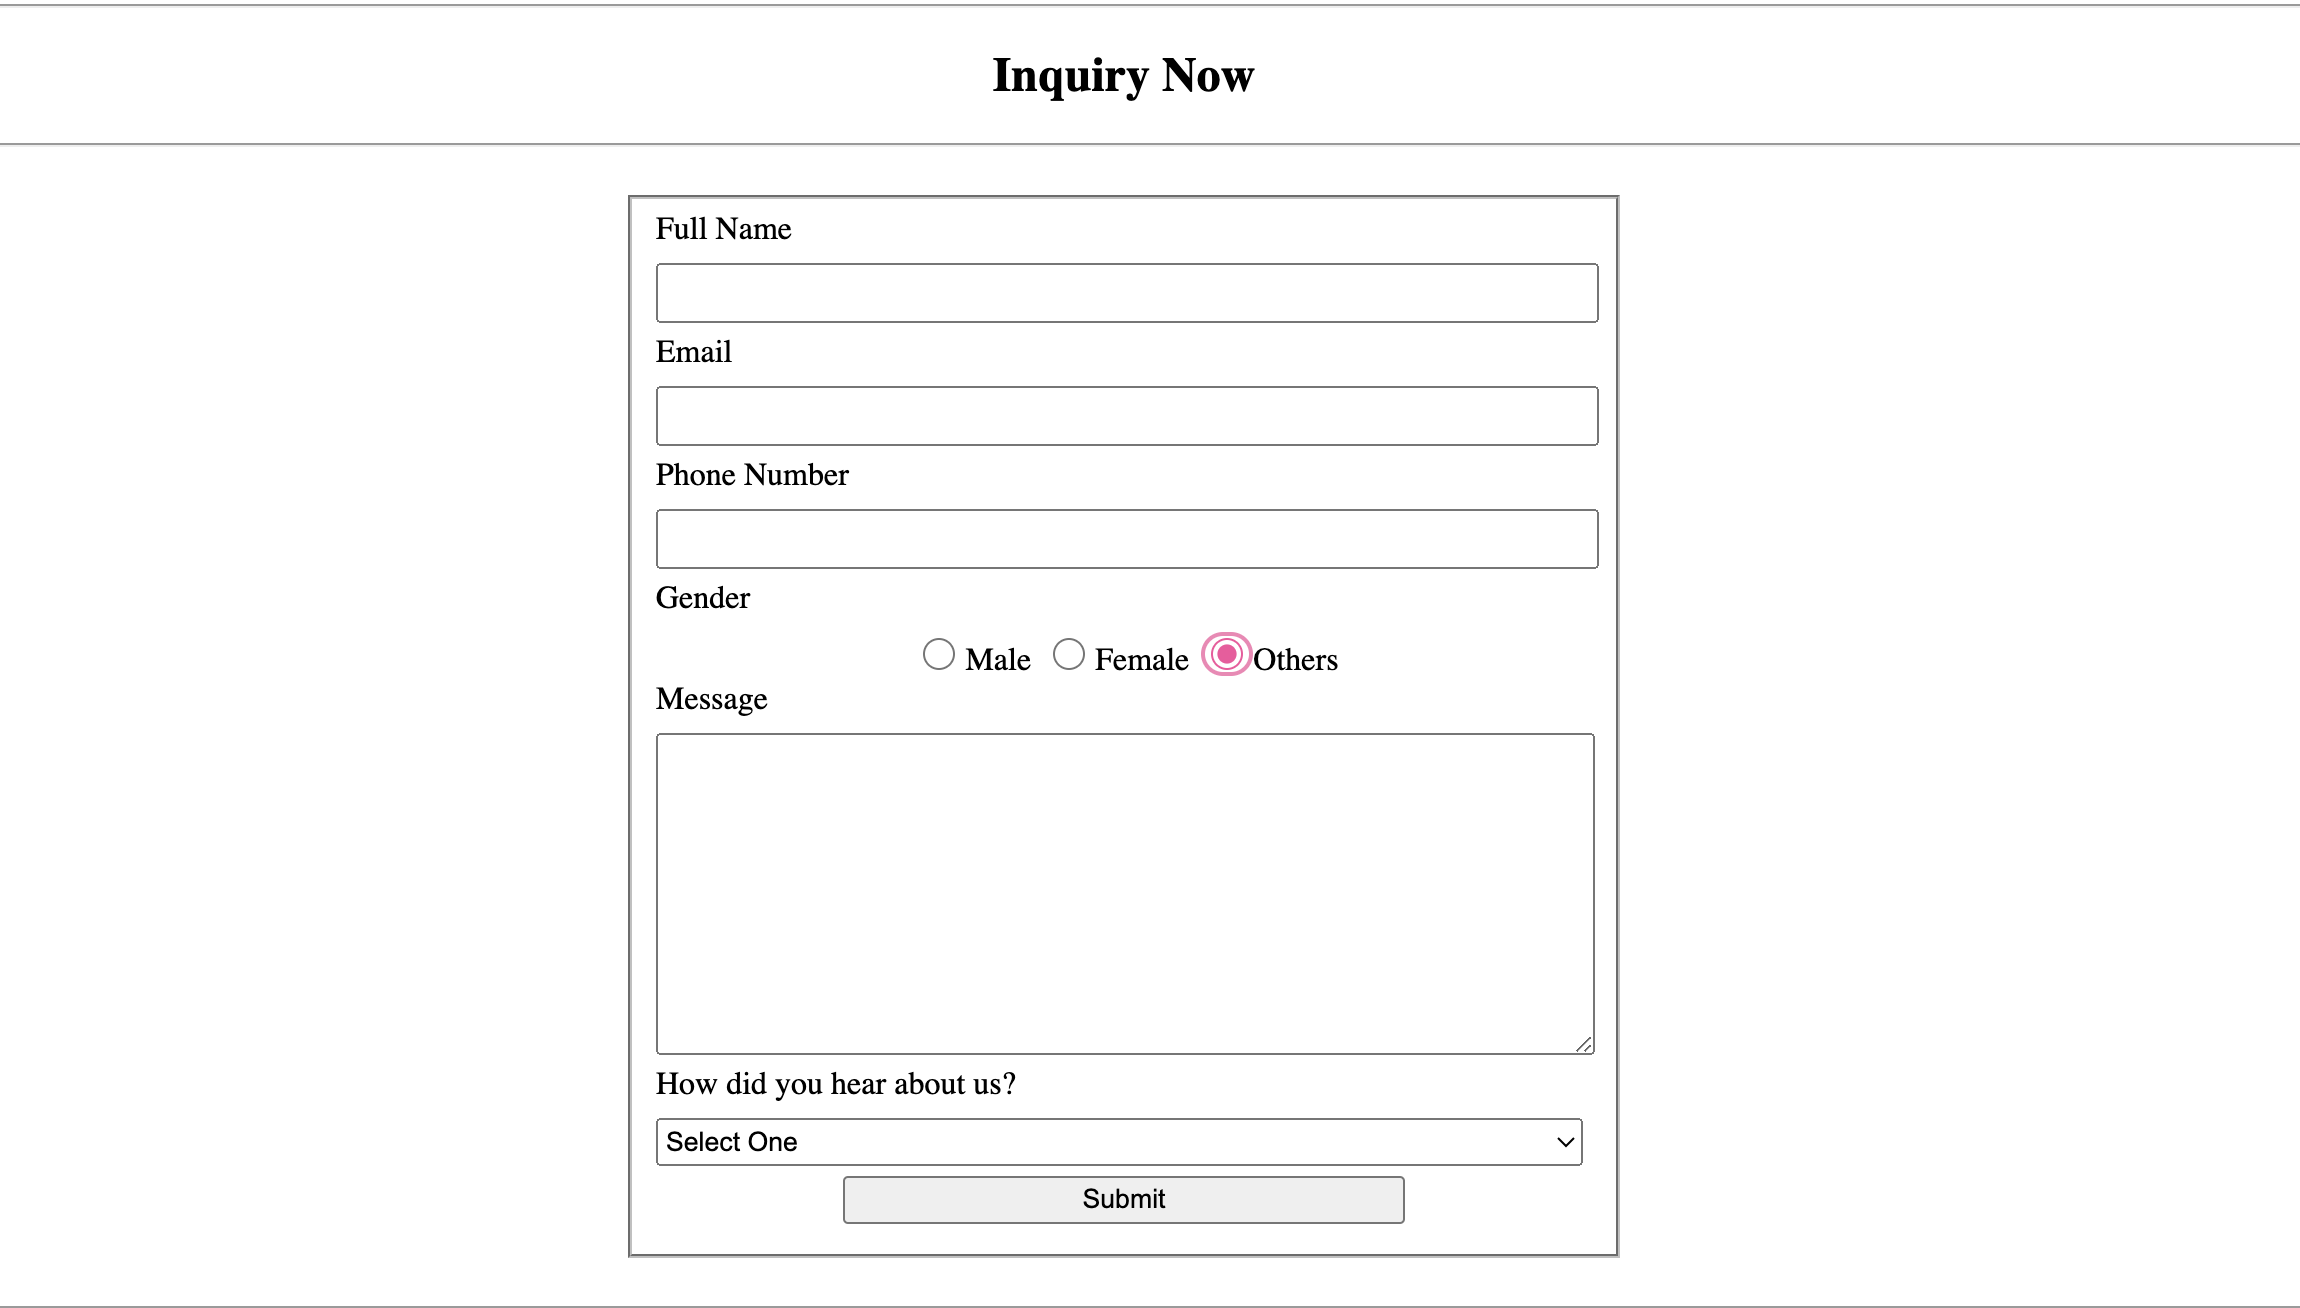 Inquiry Now
Full Name
Email
Phone Number
Gender
Male Female Others
Message
How did you hear about us?
Select One
Submit